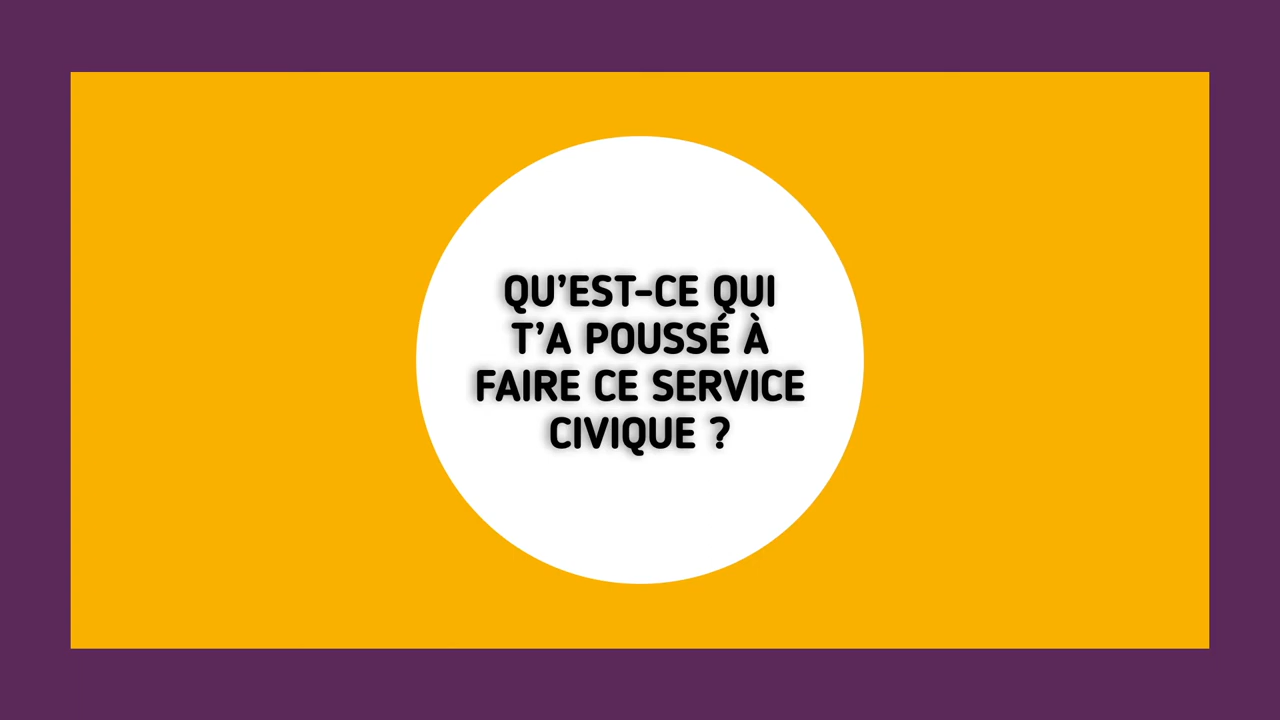 QU’EST-CE QUI
T’A POUSSÉ À
FAIRE CE SERVICE
CIVIQUE ?